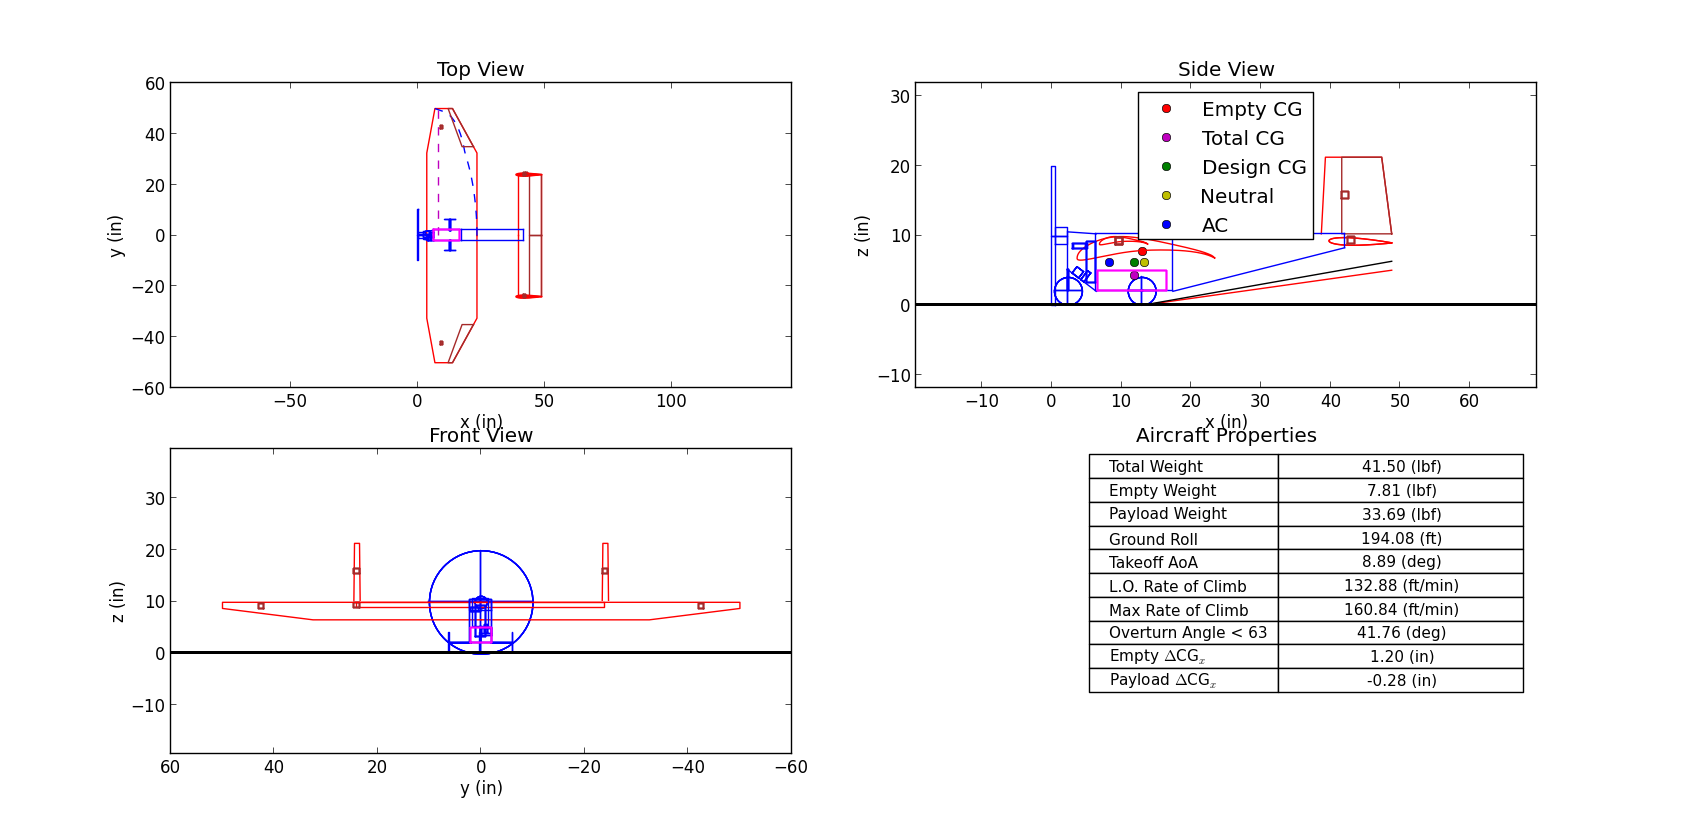 Top View
60
40
20
0
−20
−40
−60
y (in)
−50 0 50 100
x (in)
Side View
30
20
10
0
−10
z (in)
Empty CG
Total CG
Design CG
Neutral
AC
−10 0 10 20 30 40 50 60
x (in)
Front View
30
20
10
0
−10
z (in)
60 40 20 0 −20 −40 −60
y (in)
Aircraft Properties
Total Weight 41.50 (lbf)
Empty Weight 7.81 (lbf)
Payload Weight 33.69 (lbf)
Ground Roll 194.08 (ft)
Takeoff AoA 8.89 (deg)
L.O. Rate of Climb 132.88 (ft/min)
Max Rate of Climb 160.84 (ft/min)
Overturn Angle < 63 41.76 (deg)
Empty ΔCGₓ 1.20 (in)
Payload ΔCGₓ -0.28 (in)